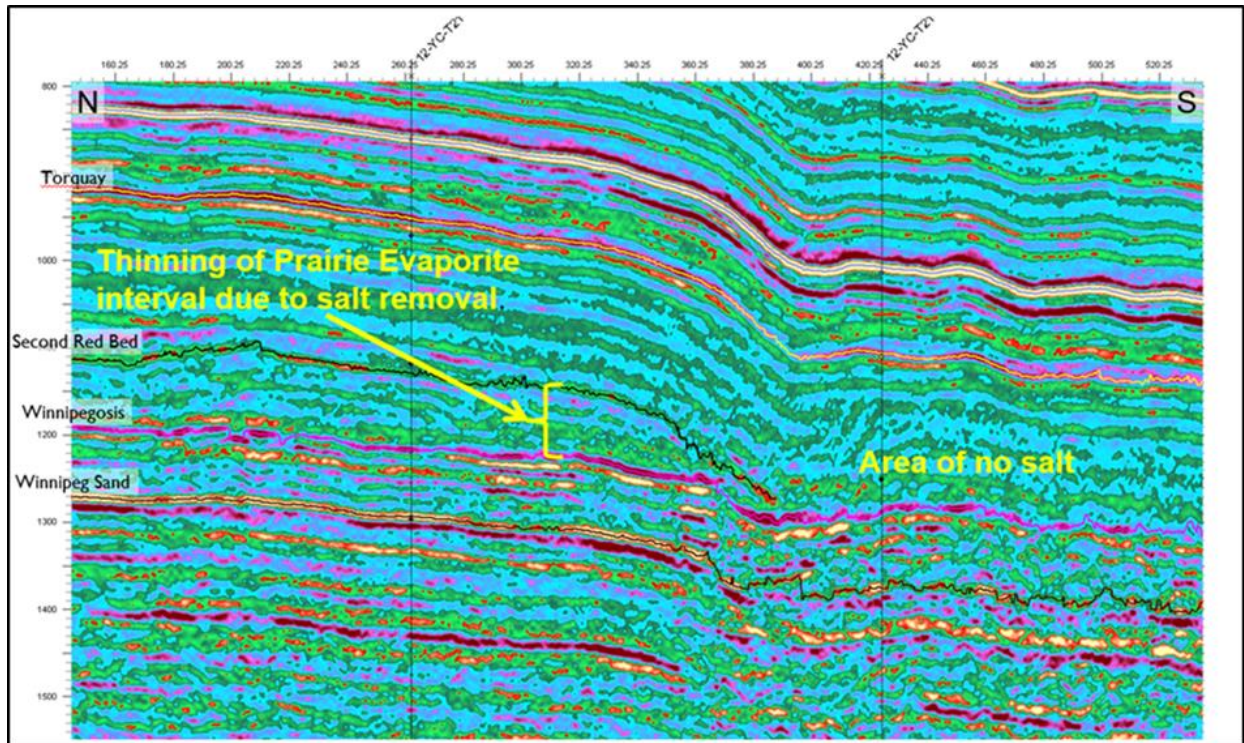 12-YC-T21
12-YC-T21
160.25 180.25 200.25 220.25 240.25 260.25 280.25 300.25 320.25 340.25 360.25 380.25 400.25 420.25 440.25 460.25 480.25 500.25 520.25
800
N
S
Torquay
1000
Thinning of Prairie Evaporite
interval due to salt removal
Second Red Bed
Winnipegosis
1200
Area of no salt
Winnipeg Sand
1300
1400
1500